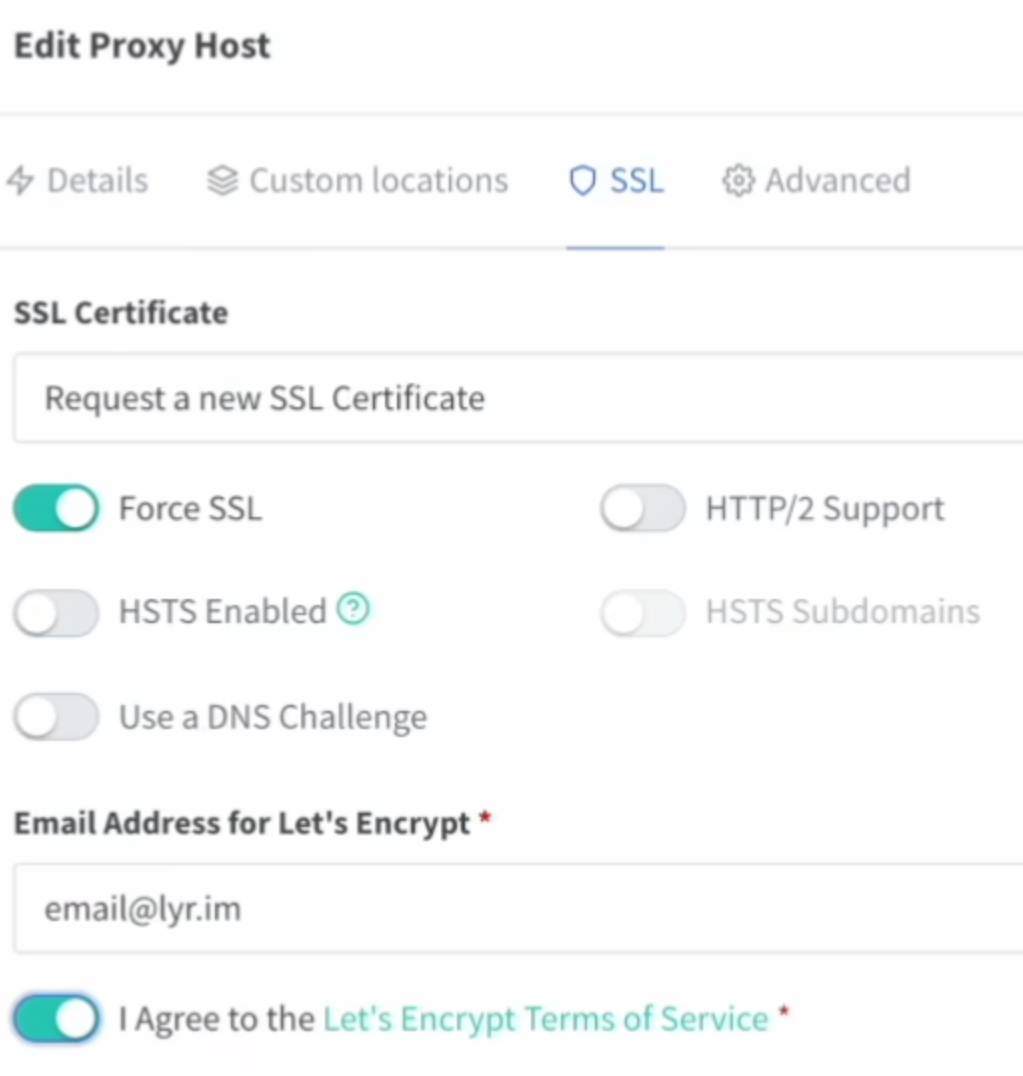 Edit Proxy Host
Details Custom locations SSL Advanced
SSL Certificate
Request a new SSL Certificate
Force SSL HTTP/2 Support
HSTS Enabled ? HSTS Subdomains
Use a DNS Challenge
Email Address for Let's Encrypt *
email@lyr.im
I Agree to the Let's Encrypt Terms of Service *